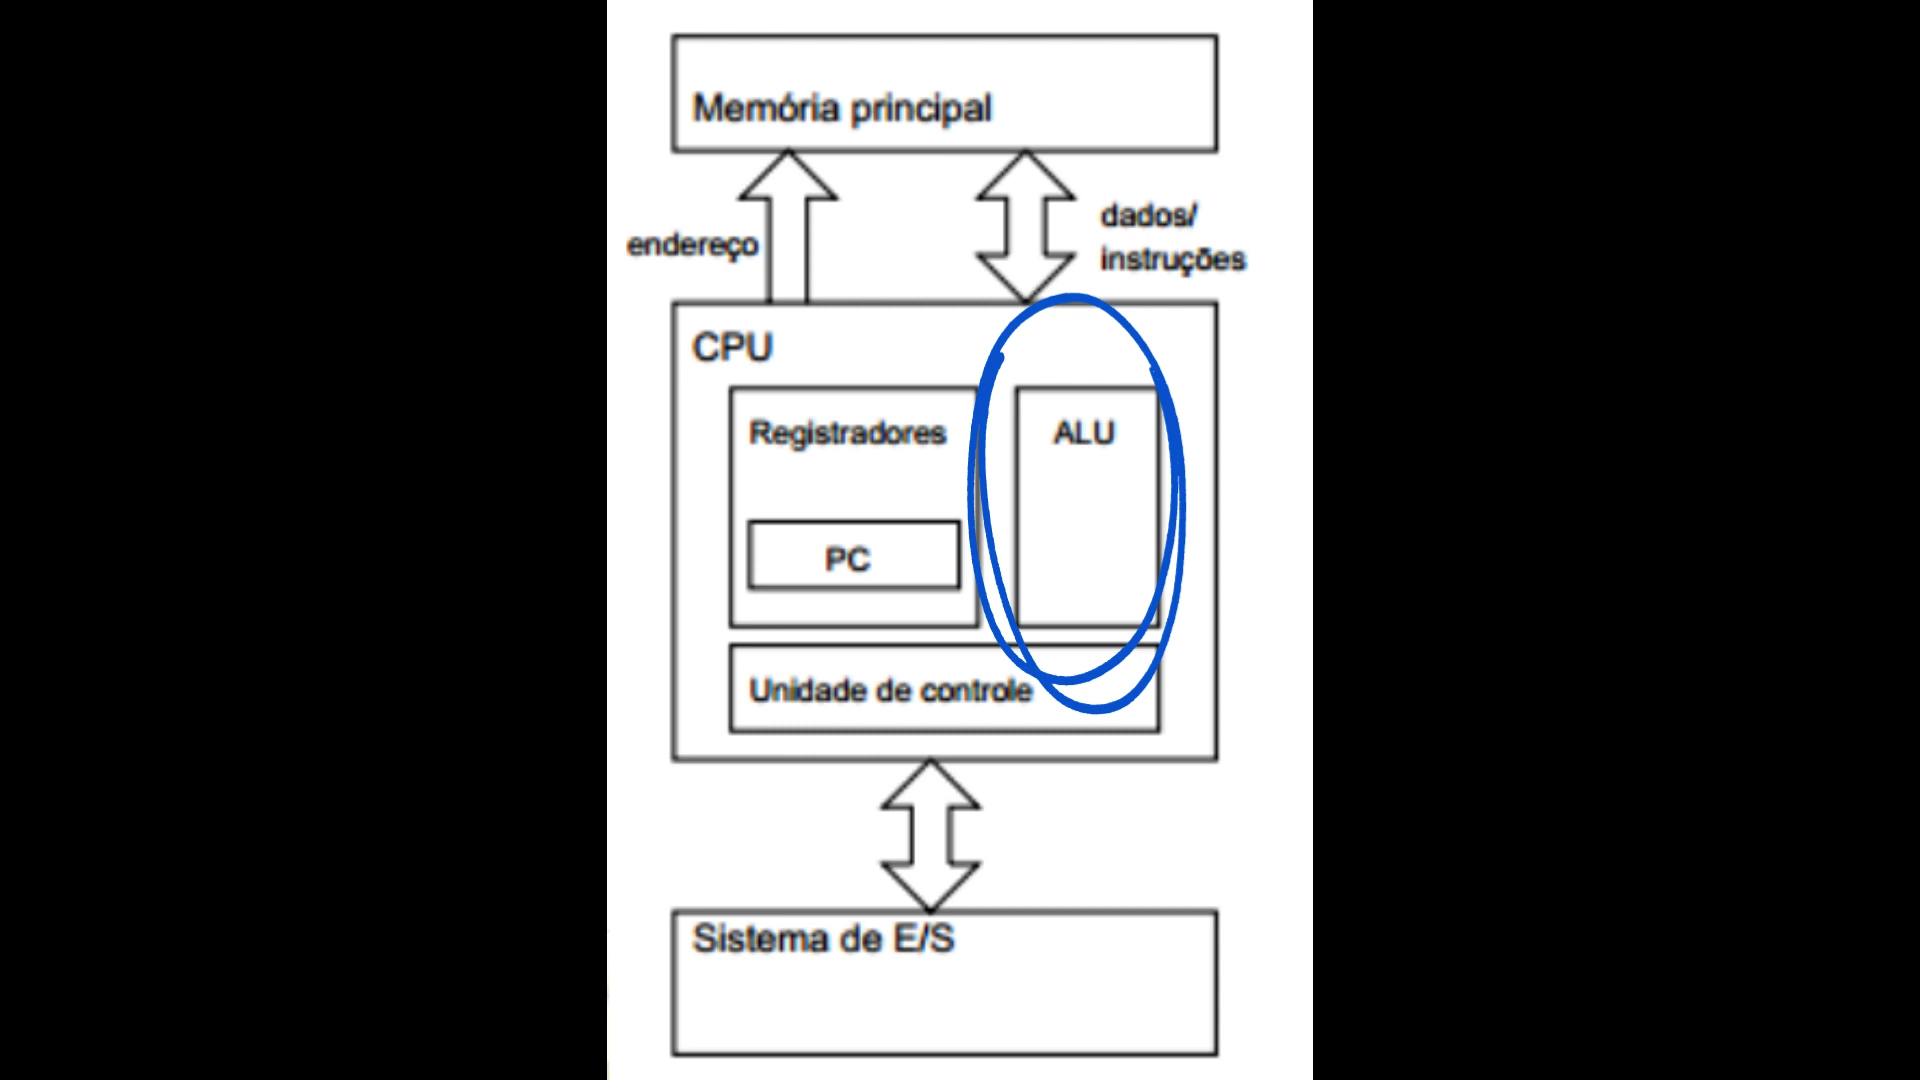 Memória principal
endereço
dados/
instruções
CPU
Registradores
ALU
PC
Unidade de controle
Sistema de E/S